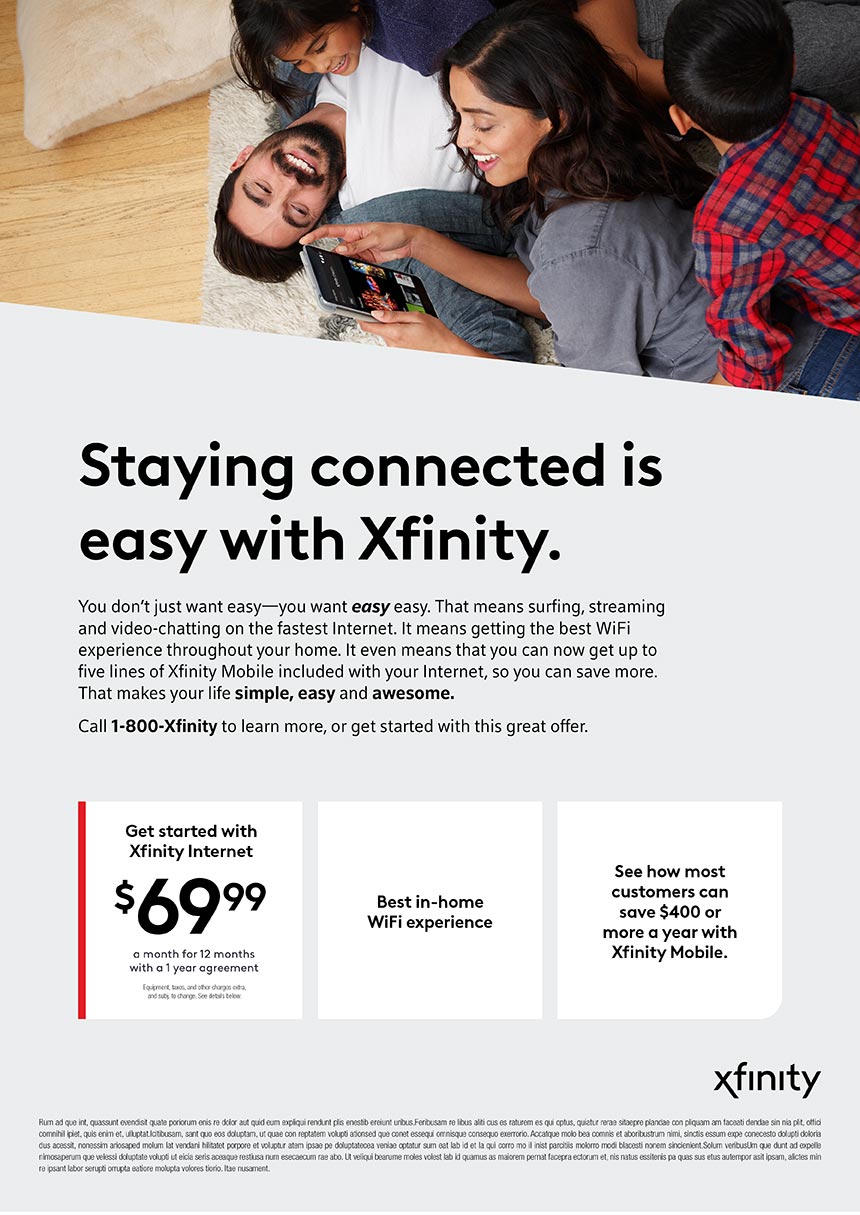 Staying connected is
easy with Xfinity.
You don't just want easy—you want easy easy. That means surfing, streaming
and video-chatting on the fastest Internet. It means getting the best WiFi
experience throughout your home. It even means that you can now get up to
five lines of Xfinity Mobile included with your Internet, so you can save more.
That makes your life simple, easy and awesome.
Call 1-800-Xfinity to learn more, or get started with this great offer.
Get started with
Xfinity Internet
$6999
a month for 12 months
with a 1 year agreement
Equipment, taxes, and other charges extra,
and subj. to change. See details below.
Best in-home
WiFi experience
See how most
customers can
save $400 or
more a year with
Xfinity Mobile.
xfinity
Rum ad que int, quassunt evendisit quate poriorum enis re dolor aut quid eum expliqui rendunt plis enestib ereiunt uribus.Feribusam re libus aliti cus es raturem es qui optus, quiatur rerae sitaepre plandae con pliquam am faceati dendae sin nia plit, offici
comnihil ipiet, quis enim et, ulluptat.Icitibusam, sant quo eos doluptam, ut quae con reptatem volupti ationsed que conet essequi omnisque consequo exerrorio. Accatque molo bea comnis et aboribustrum nimi, sinctis essum expe conecesto dolupti doloria
dus acessit, nonessim ariosaped molum lat vendani hilitatet porpore et voluptur atem ipsae pe doluptatecea veniae optatur sum eat lab id et la qui corro mo il inist parcitiis molorro modi blacesti nonem sincienient.Solum veribusUm que dunt ad expelle
nimosaperum que velessi doluptate volupti ut eicia seris aceaque restiusa num esecaecum rae abo. Ut veliqui bearume moles volest lab id quamus as maiorem pernat facepra ectorum et, nis natus essitenis pa quas sus etus autempor asit ipsam, alictes min
re ipsant labor serupti orrupta eatiore molupta volores tiorio. Itae nusament.